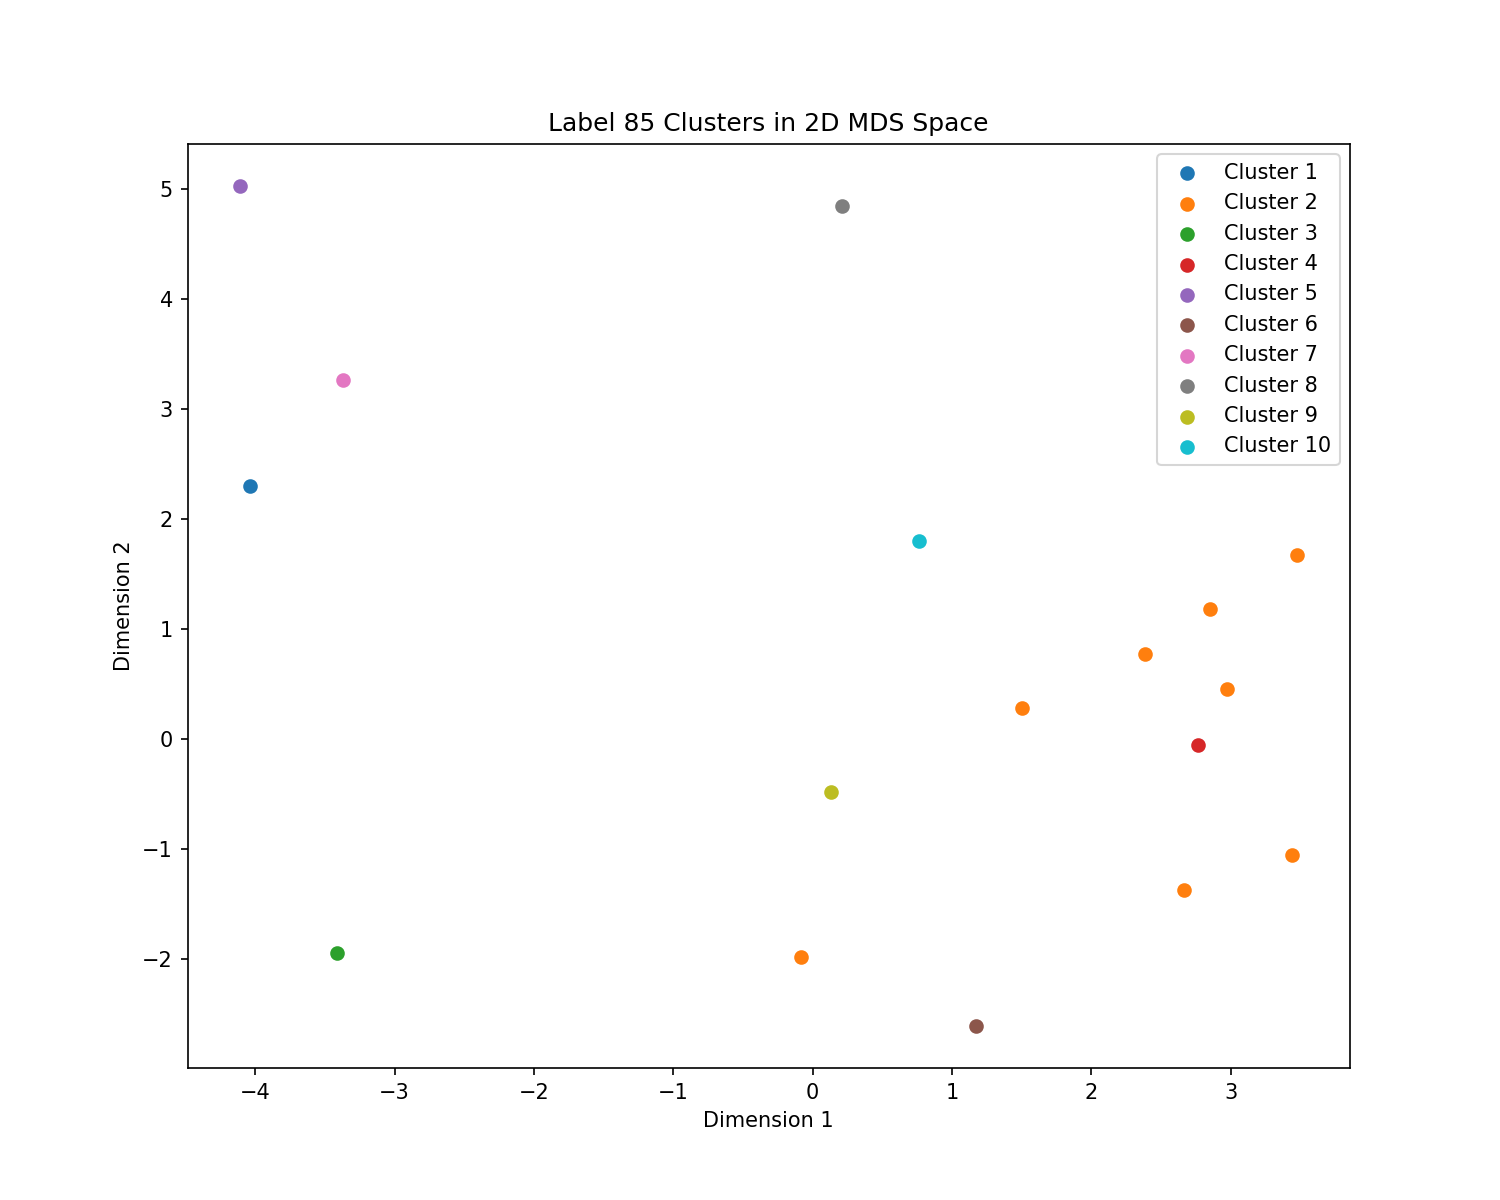 Label 85 Clusters in 2D MDS Space
Cluster 1
Cluster 2
Cluster 3
Cluster 4
Cluster 5
Cluster 6
Cluster 7
Cluster 8
Cluster 9
Cluster 10
5
4
3
2
1
0
−1
−2
Dimension 2
−4 −3 −2 −1 0 1 2 3
Dimension 1